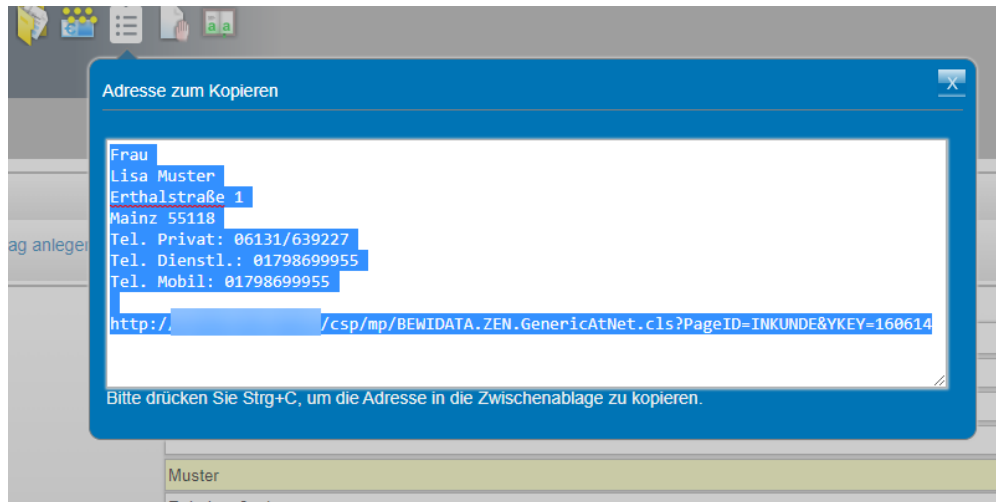 a a
Adresse zum Kopieren
X
Frau
Lisa Muster
Erthalstraße 1
Mainz 55118
ag anlegen
Tel. Privat: 06131/639227
Tel. Dienstl.: 01798699955
Tel. Mobil: 01798699955
http:/ /csp/mp/BEWIDATA.ZEN.GenericAtNet.cls?PageID=INKUNDE&YKEY=160614
Bitte drücken Sie Strg+C, um die Adresse in die Zwischenablage zu kopieren.
Muster